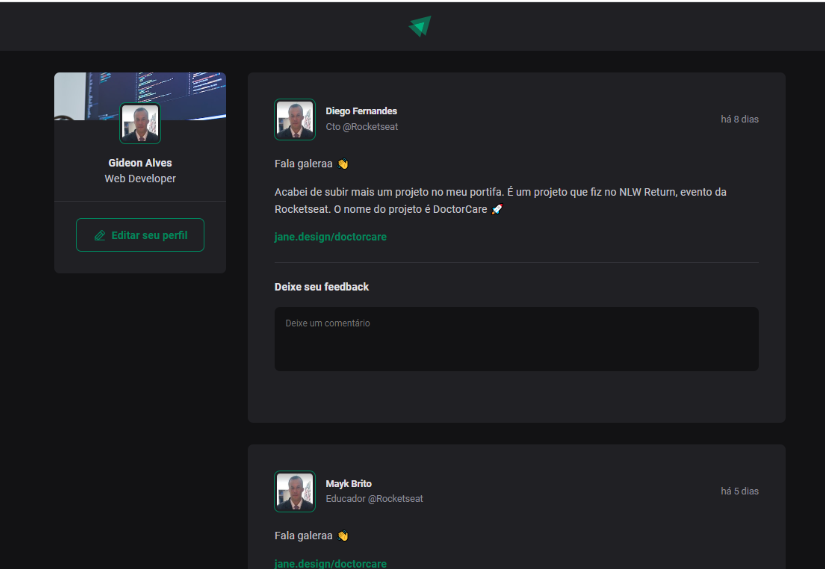 Gideon Alves
Web Developer
Editar seu perfil
Diego Fernandes
Cto @Rocketseat
há 8 dias
Fala galeraa 👋
Acabei de subir mais um projeto no meu portifa. É um projeto que fiz no NLW Return, evento da
Rocketseat. O nome do projeto é DoctorCare 🚀
jane.design/doctorcare
Deixe seu feedback
Deixe um comentário
Mayk Brito
Educador @Rocketseat
há 5 dias
Fala galeraa 👋
jane.design/doctorcare